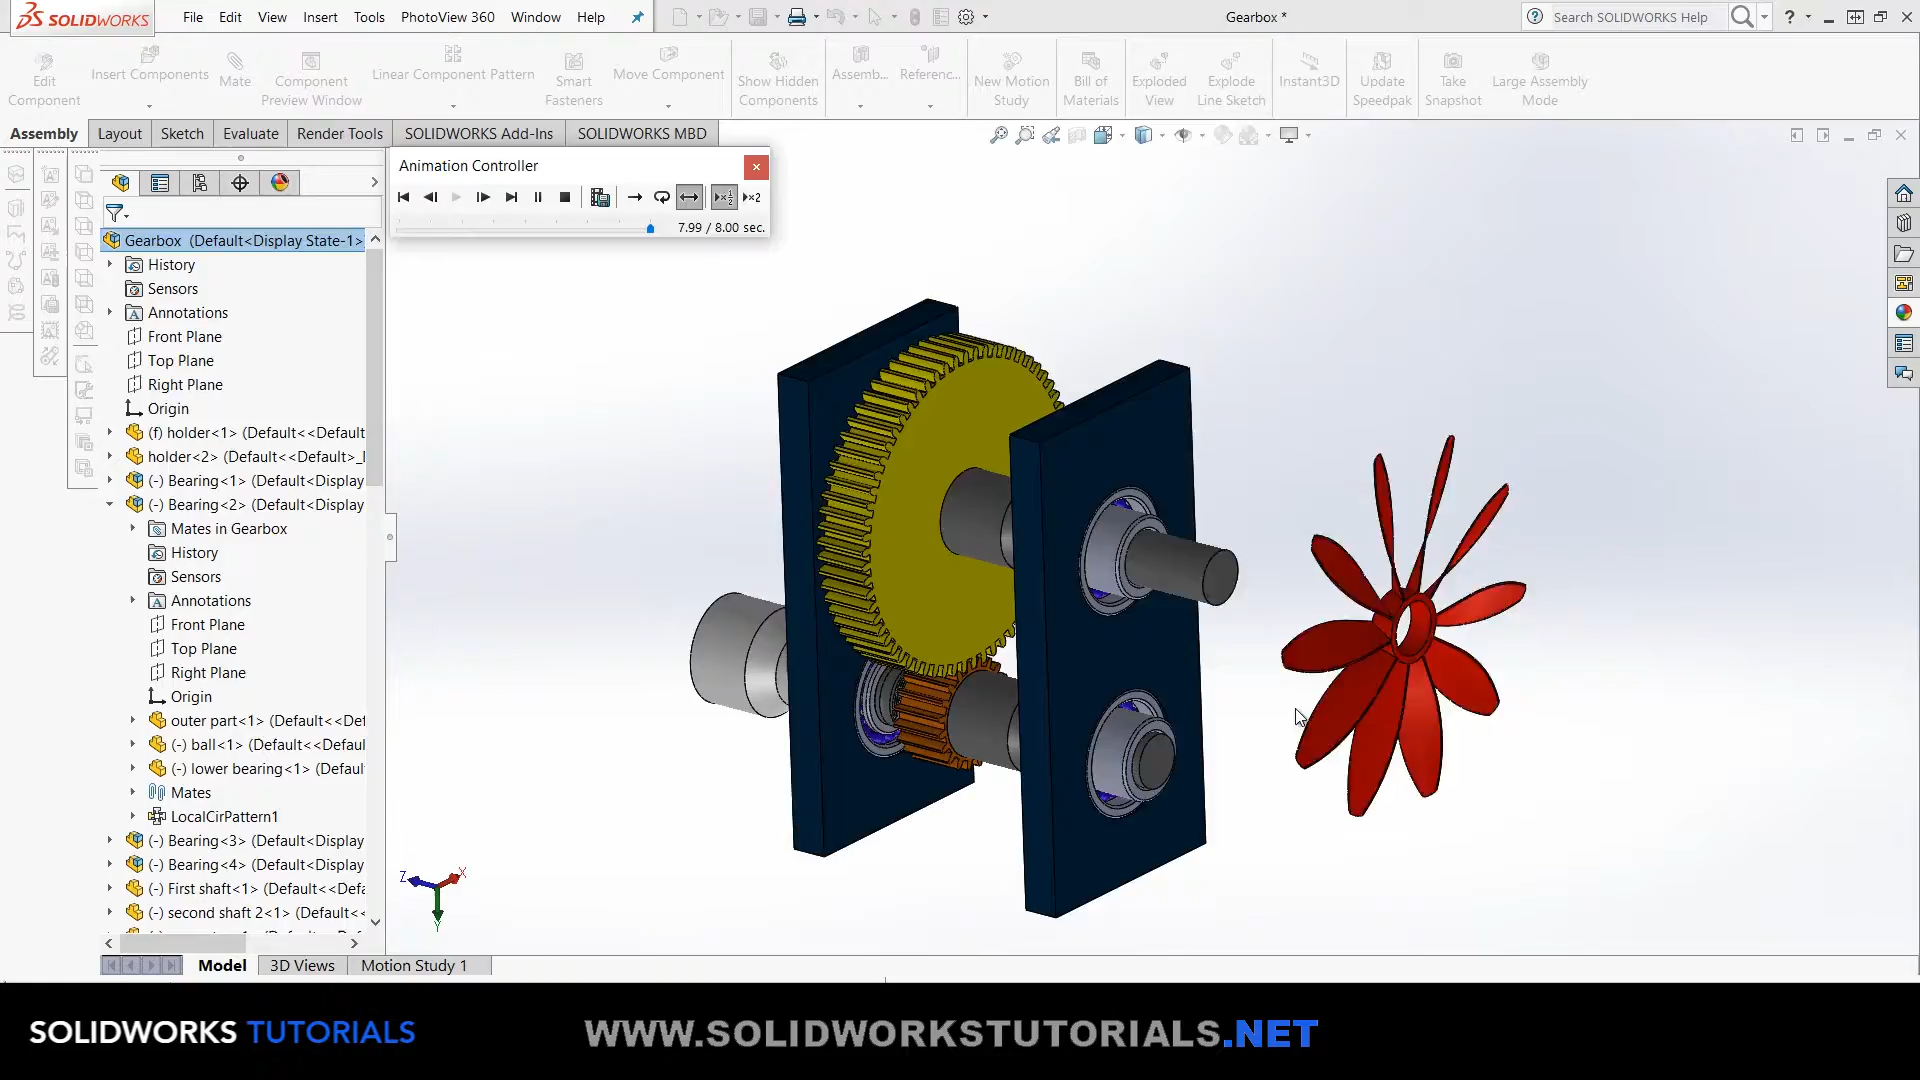 SOLIDWORKS
File Edit View Insert Tools PhotoView 360 Window Help
Gearbox *
Search SOLIDWORKS Help
Edit Component
Insert Components
Mate
Component Preview Window
Linear Component Pattern
Smart Fasteners
Move Component
Show Hidden Components
Assemb...
Referenc...
New Motion Study
Bill of Materials
Exploded View
Explode Line Sketch
Instant3D
Update Speedpak
Take Snapshot
Large Assembly Mode
Assembly Layout Sketch Evaluate Render Tools SOLIDWORKS Add-Ins SOLIDWORKS MBD
Animation Controller
7.99 / 8.00 sec.
Gearbox (Default<Display State-1>
History
Sensors
Annotations
Front Plane
Top Plane
Right Plane
Origin
(f) holder<1> (Default<<Default
holder<2> (Default<<Default>_
(-) Bearing<1> (Default<Display
(-) Bearing<2> (Default<Display
Mates in Gearbox
History
Sensors
Annotations
Front Plane
Top Plane
Right Plane
Origin
outer part<1> (Default<<Def
(-) ball<1> (Default<<Default
(-) lower bearing<1> (Defaul
Mates
LocalCirPattern1
(-) Bearing<3> (Default<Display
(-) Bearing<4> (Default<Display
(-) First shaft<1> (Default<<Defa
(-) second shaft 2<1> (Default<<
Z X Y
Model 3D Views Motion Study 1
SOLIDWORKS TUTORIALS
WWW.SOLIDWORKSTUTORIALS.NET